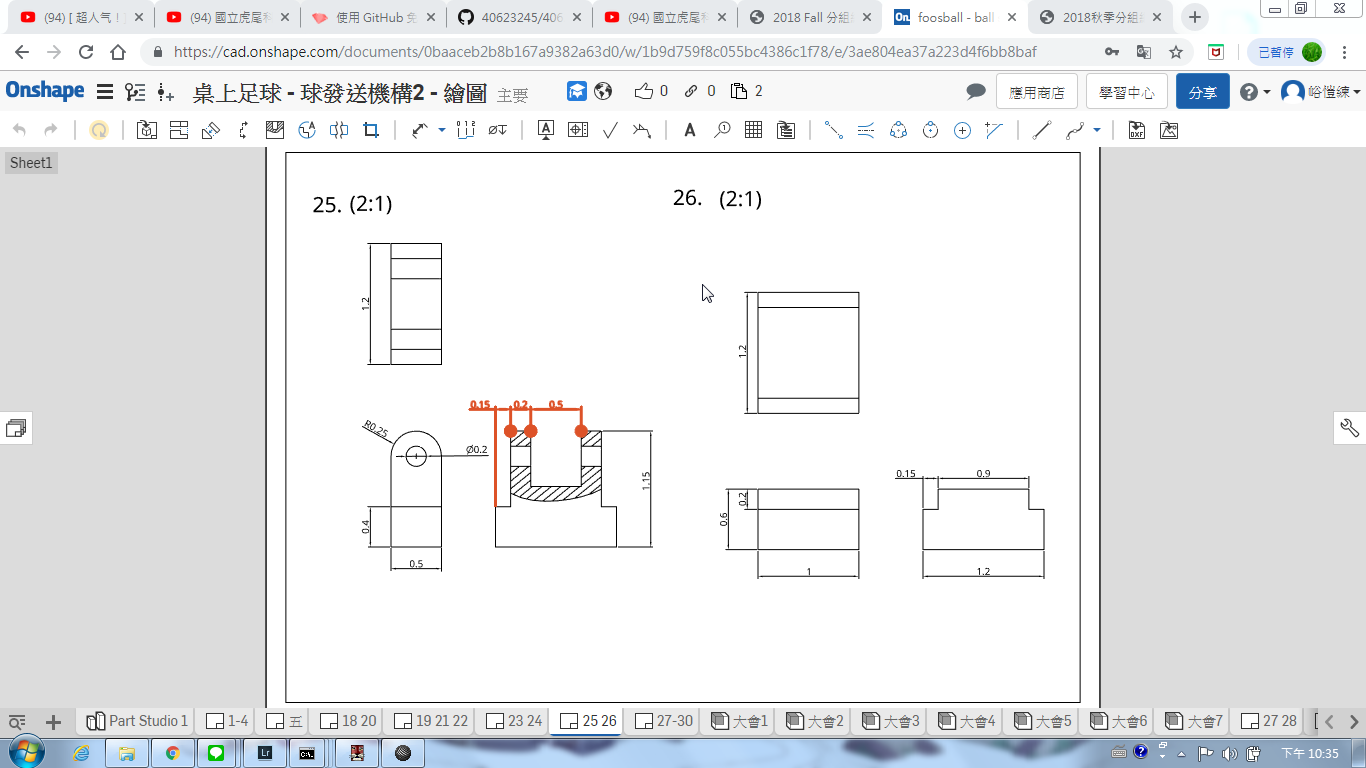 (94) [ 超人气！
(94) 國立虎尾科
使用 GitHub 免
40623245/406
(94) 國立虎尾科
2018 Fall 分組
On. foosball - ball
2018秋季分組
https://cad.onshape.com/documents/0baaceb2b8b167a9382a63d0/w/1b9d759f8c055bc4386c1f78/e/3ae804ea37a223d4f6bb8baf
已暫停
Onshape 桌上足球 - 球發送機構2 - 繪圖 主要 0 0 2 應用商店 學習中心 分享 峪愷練
A A DXF
Sheet1
25. (2:1)
26. (2:1)
1.2
1.2
0.15 0.2 0.5
R0.25
Ø0.2
1.15
0.4
0.5
0.15 0.9
0.2
0.6
1
1.2
Part Studio 1 1-4 五 18 20 19 21 22 23 24 25 26 27-30 大會1 大會2 大會3 大會4 大會5 大會6 大會7 27 28
Lr
C:\
下午 10:35